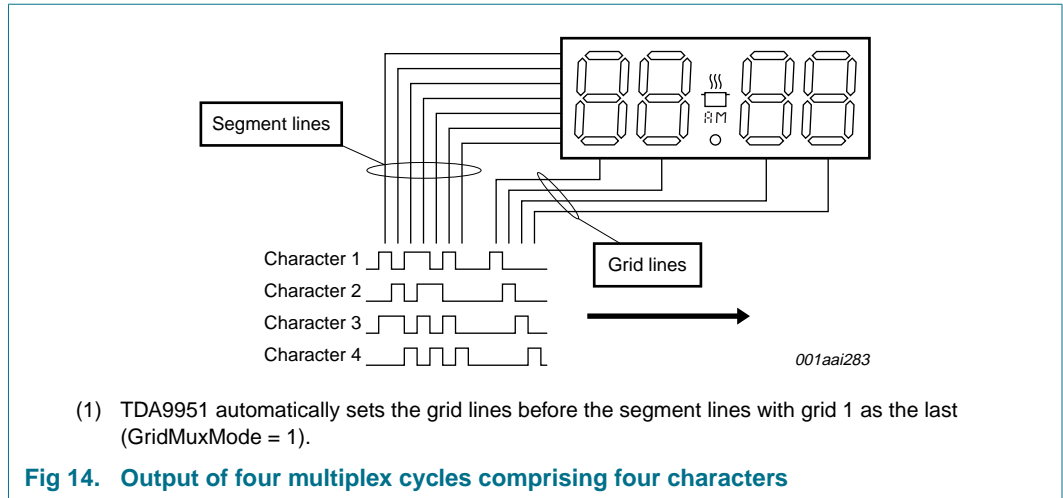 AM
Segment lines
Grid lines
Character 1
Character 2
Character 3
Character 4
001aai283
(1) TDA9951 automatically sets the grid lines before the segment lines with grid 1 as the last
(GridMuxMode = 1).
Fig 14. Output of four multiplex cycles comprising four characters